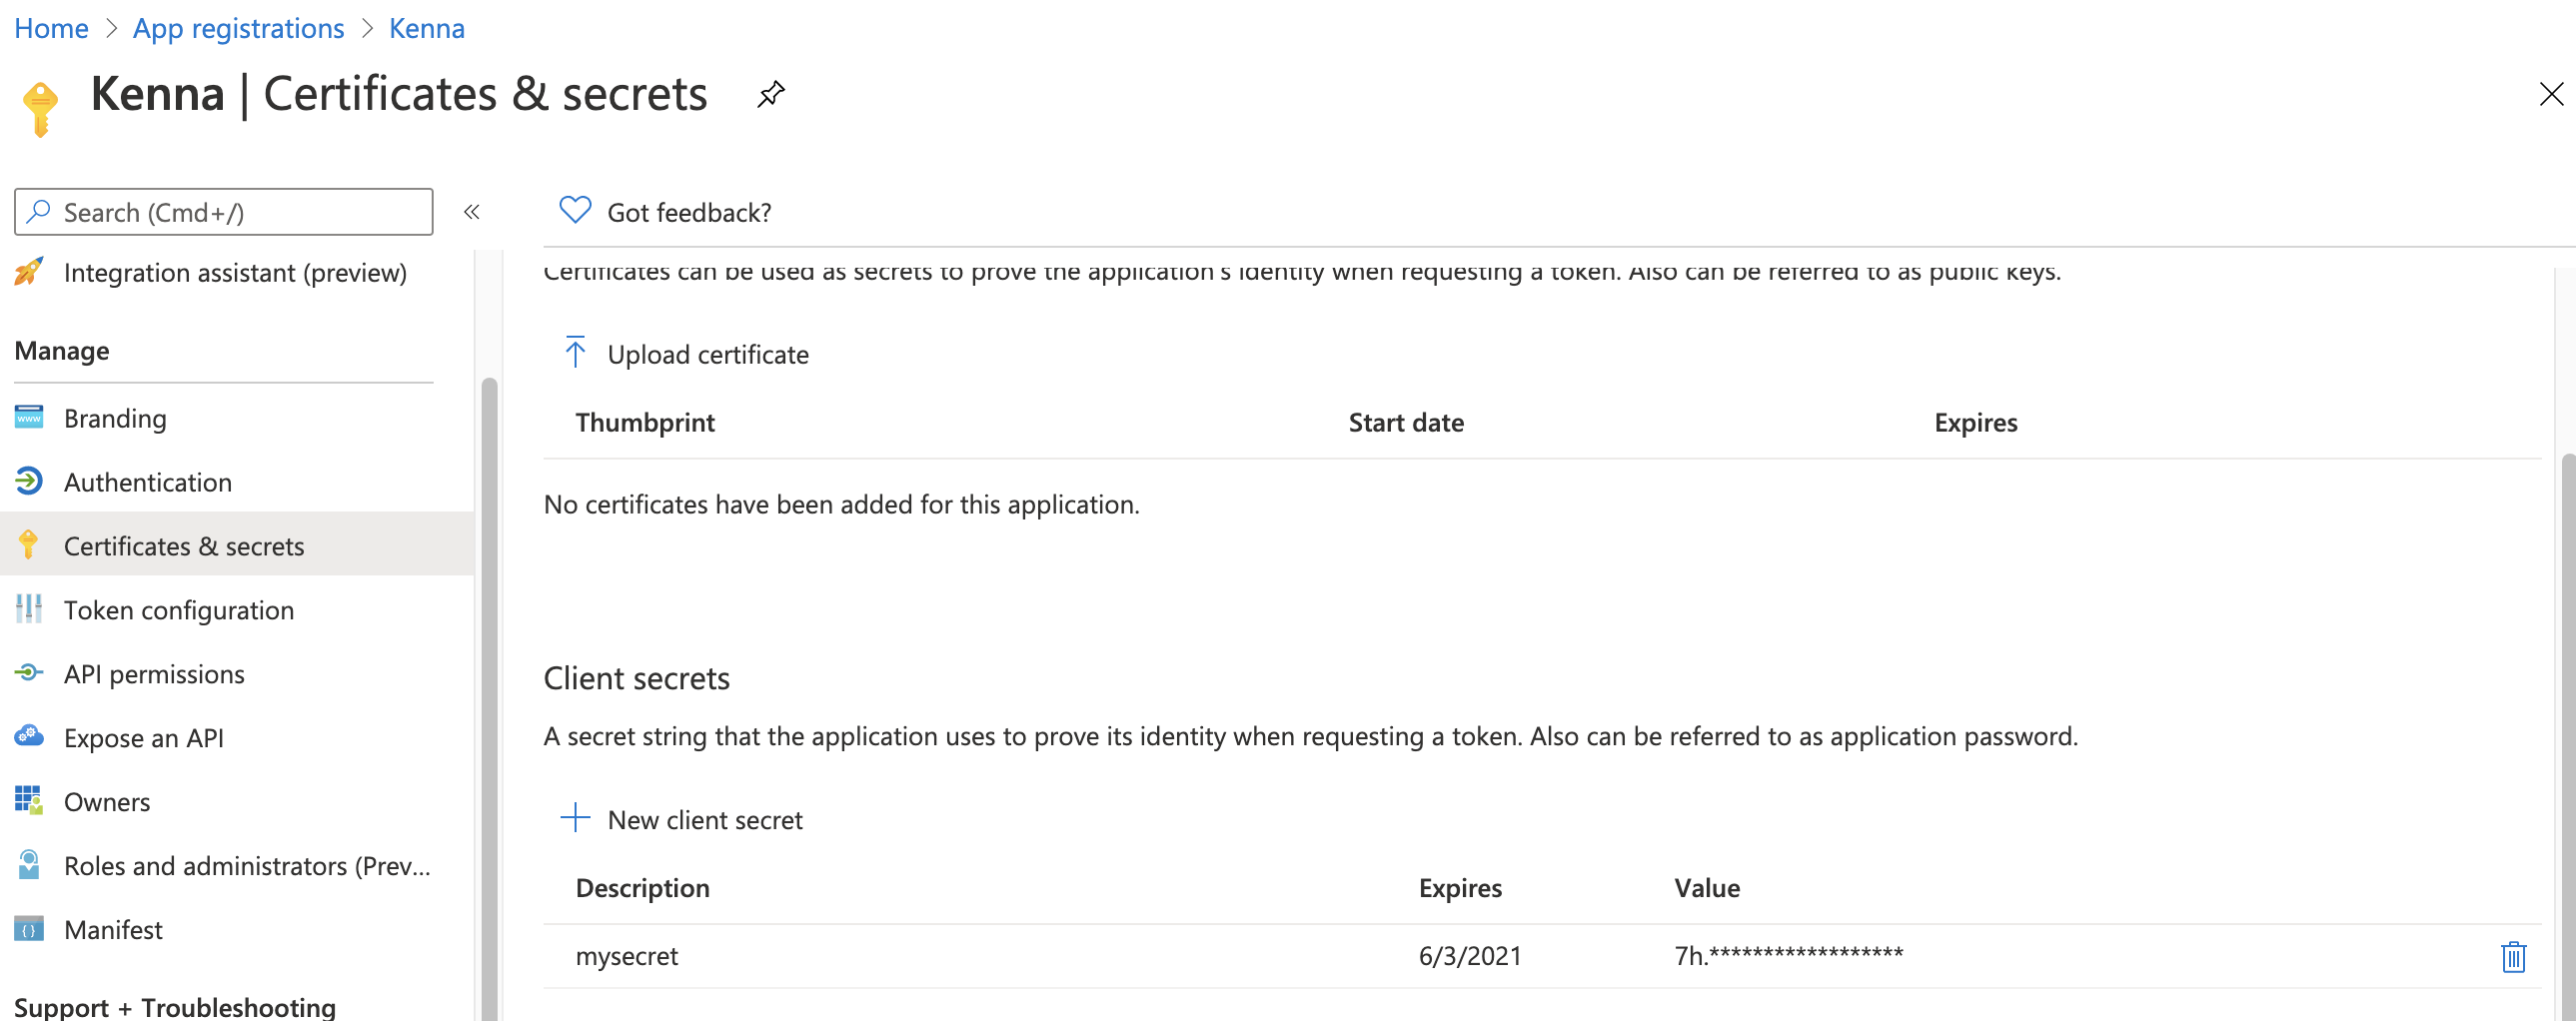 Home > App registrations > Kenna
Kenna | Certificates & secrets
Search (Cmd+/)
«
Integration assistant (preview)
Manage
www
Branding
Authentication
Certificates & secrets
Token configuration
API permissions
Expose an API
Owners
Roles and administrators (Prev...
Manifest
Support + Troubleshooting
Got feedback?
Certificates can be used as secrets to prove the application's identity when requesting a token. Also can be referred to as public keys.
Upload certificate
Thumbprint Start date Expires
No certificates have been added for this application.
Client secrets
A secret string that the application uses to prove its identity when requesting a token. Also can be referred to as application password.
New client secret
Description Expires Value
mysecret 6/3/2021 7h.******************